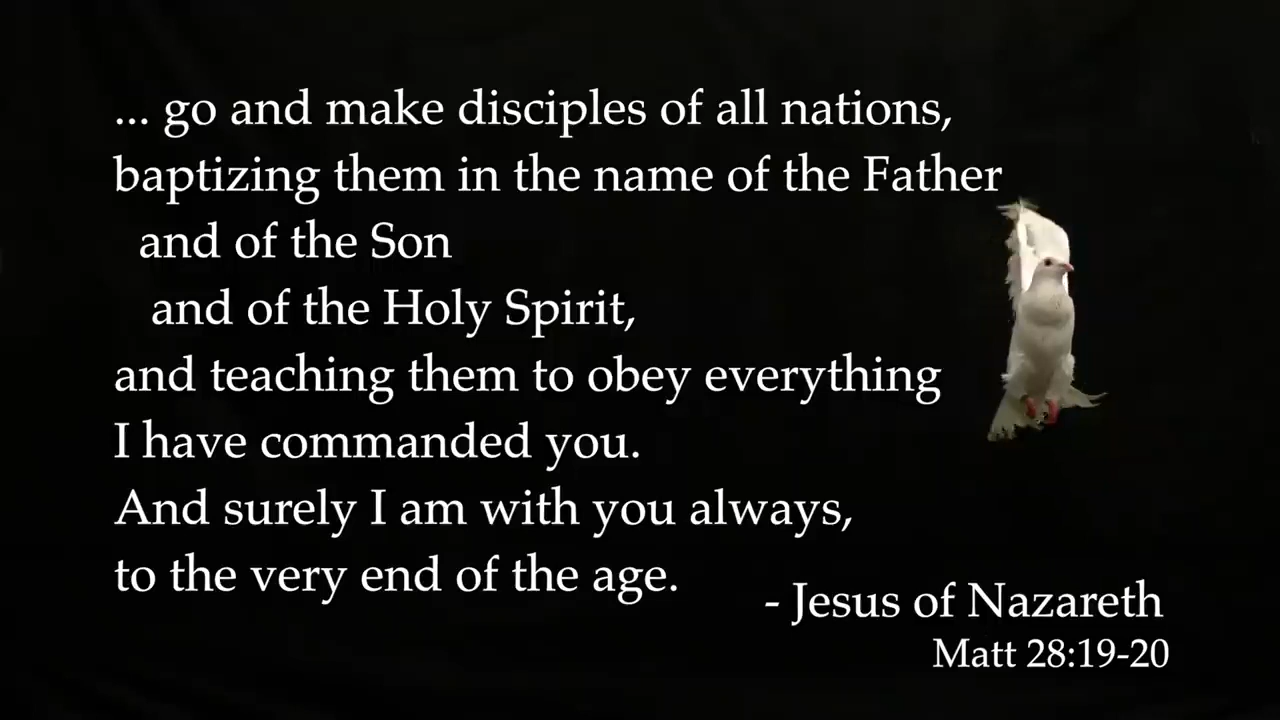 ... go and make disciples of all nations,
baptizing them in the name of the Father
and of the Son
and of the Holy Spirit,
and teaching them to obey everything
I have commanded you.
And surely I am with you always,
to the very end of the age.
- Jesus of Nazareth
Matt 28:19-20